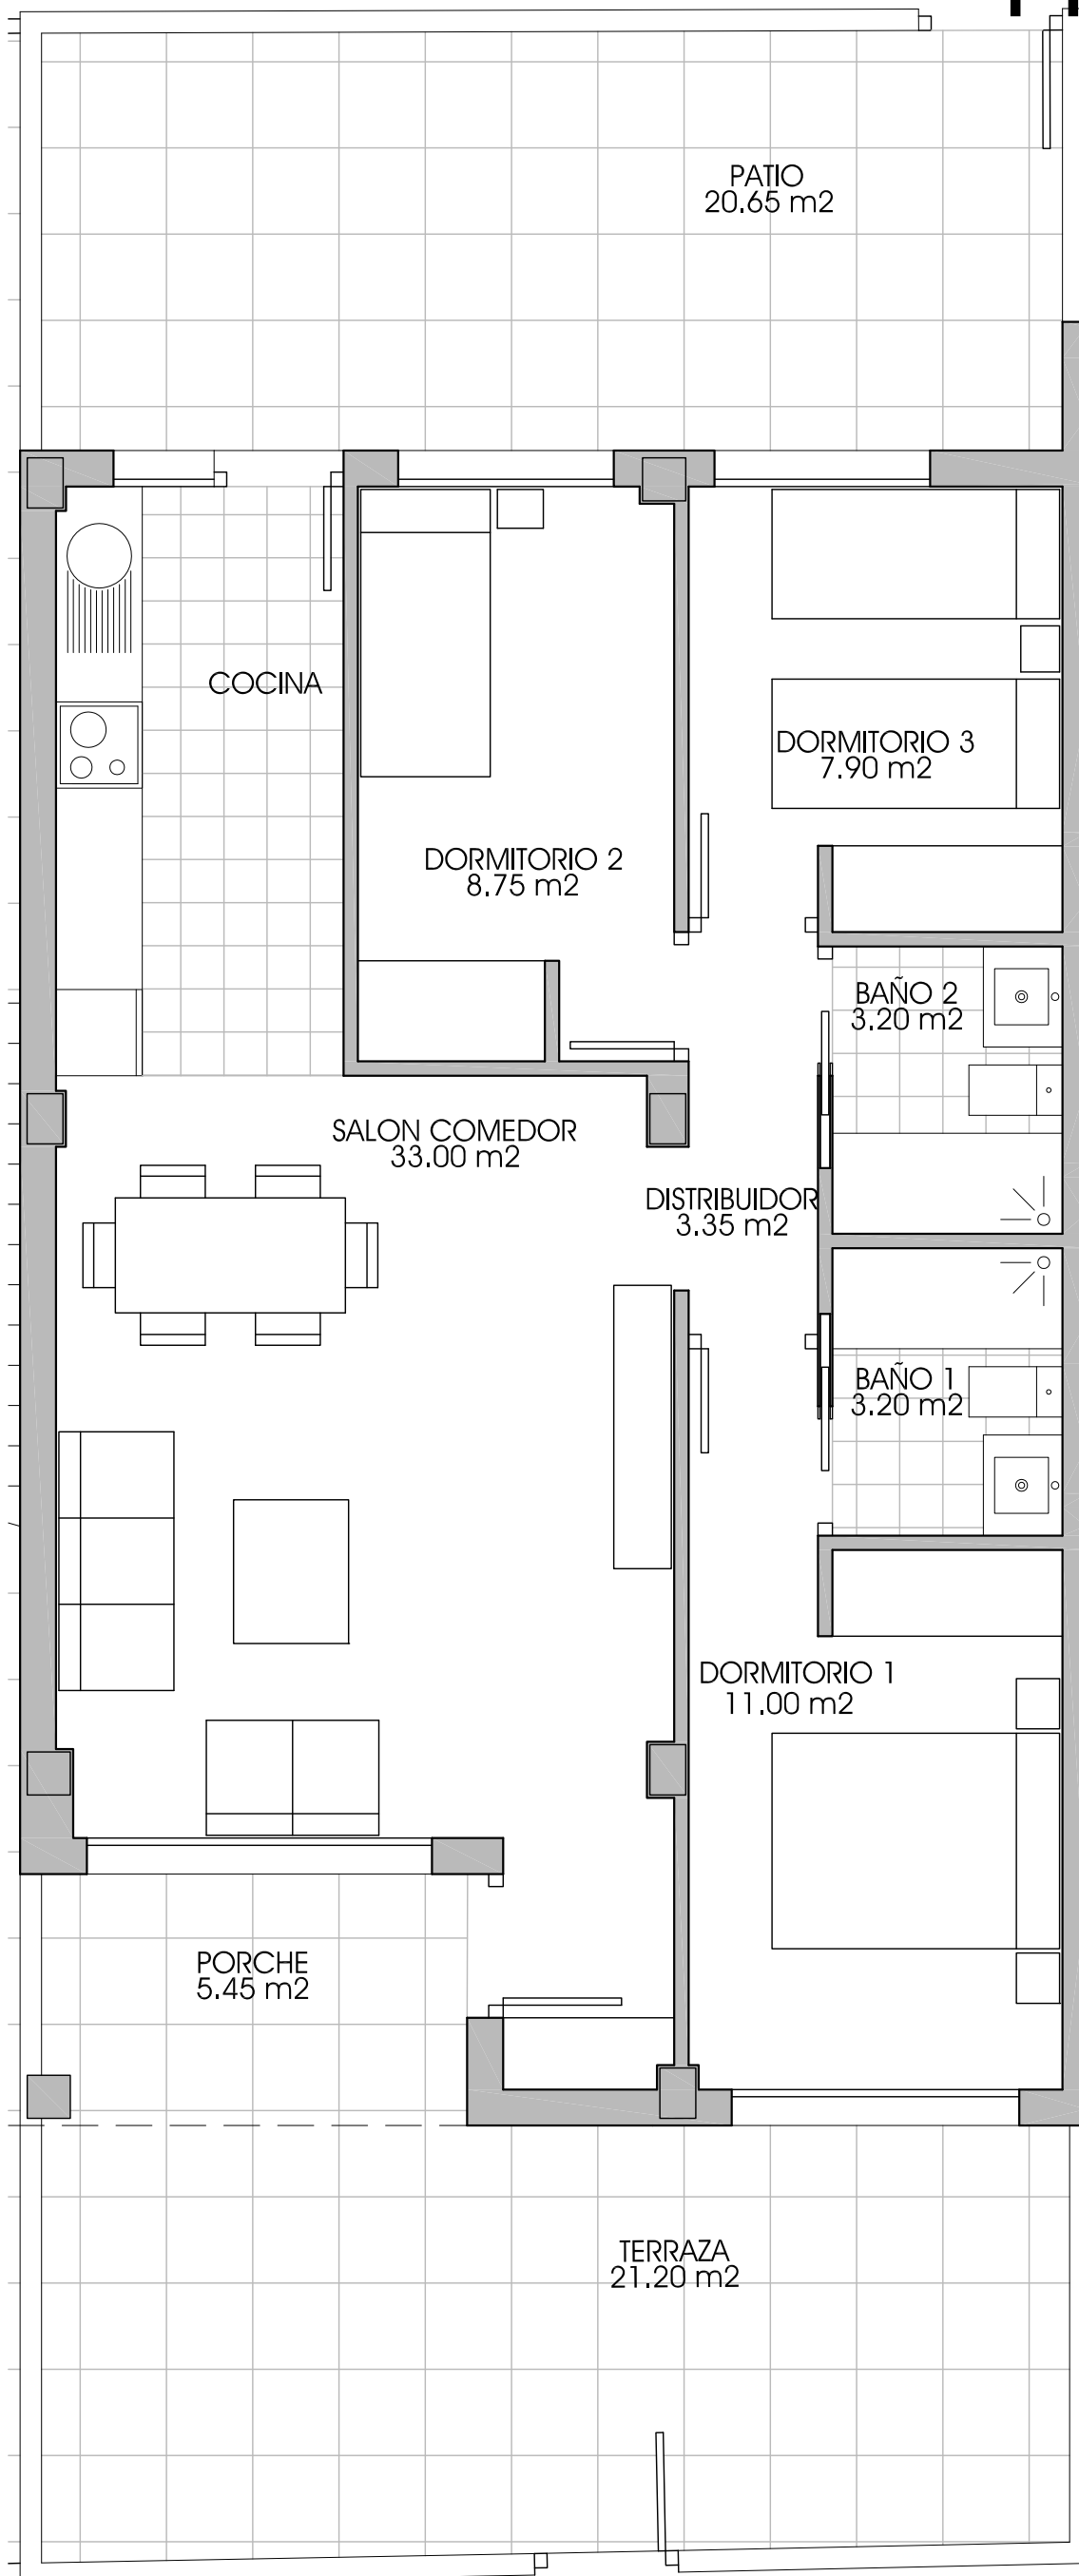 PATIO
20.65 m2
COCINA
DORMITORIO 3
7.90 m2
DORMITORIO 2
8.75 m2
BAÑO 2
3.20 m2
SALON COMEDOR
33.00 m2
DISTRIBUIDOR
3.35 m2
BAÑO 1
3.20 m2
DORMITORIO 1
11.00 m2
PORCHE
5.45 m2
TERRAZA
21.20 m2